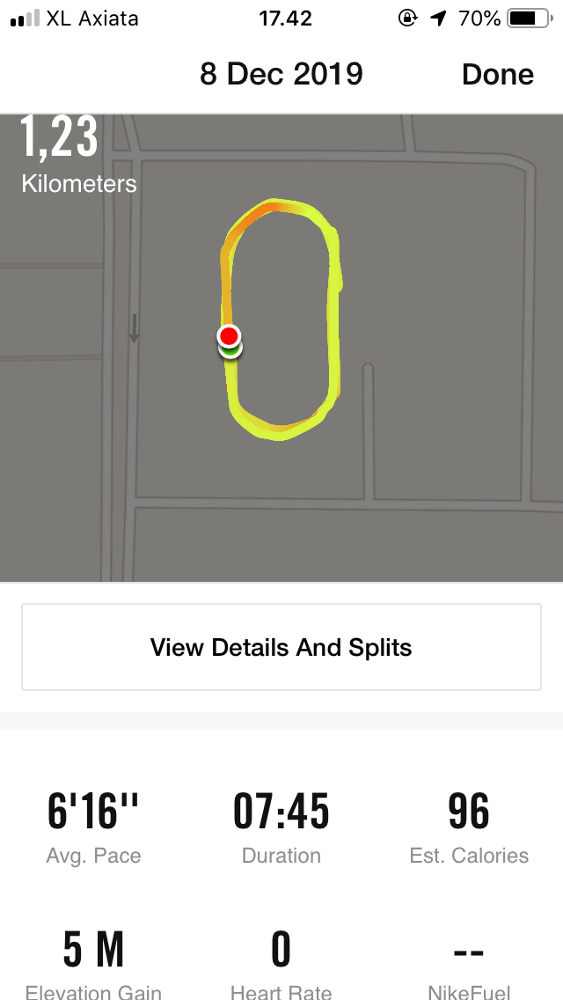 XL Axiata 17.42 70%
8 Dec 2019 Done
1,23
Kilometers
View Details And Splits
6'16'' 07:45 96
Avg. Pace Duration Est. Calories
5 M 0 --
Elevation Gain Heart Rate NikeFuel